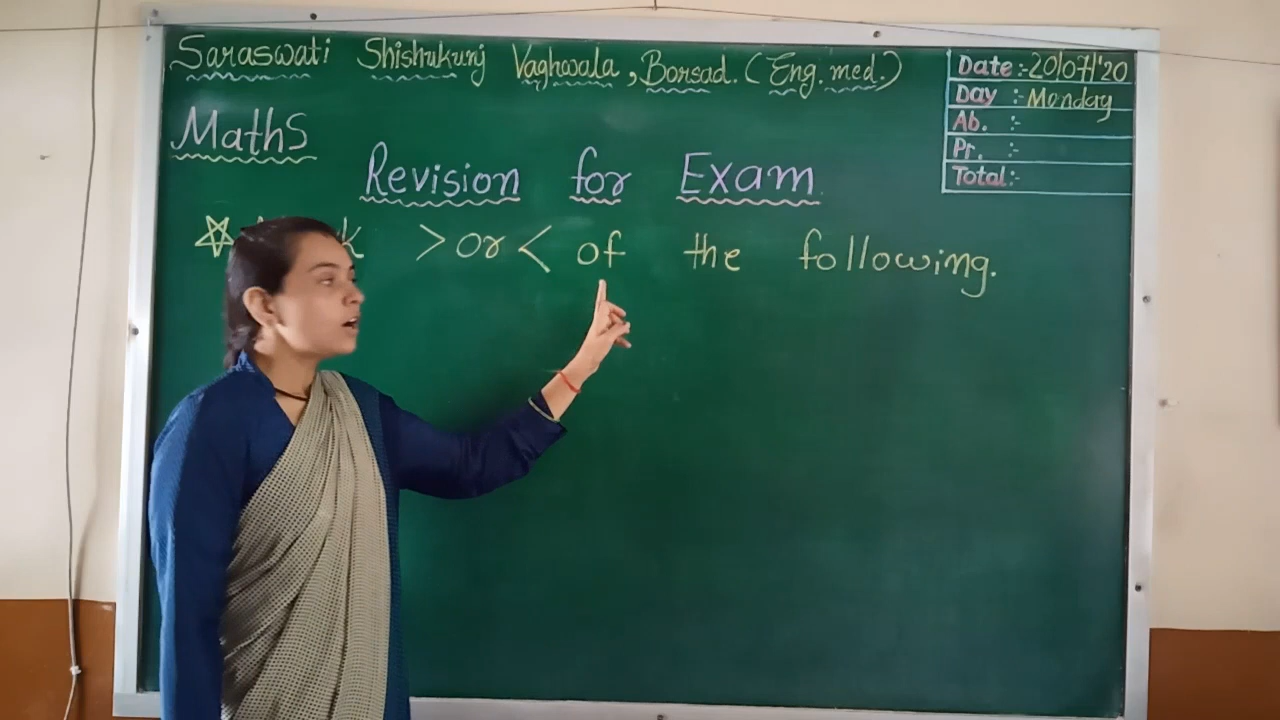 Saraswati Shishukunj Vaghwala, Borsad. (Eng. med.)
Date :- 20/07/'20
Day :- Monday
Ab. :-
Pr. :-
Total:-
Maths
Revision for Exam
> or < of the following.